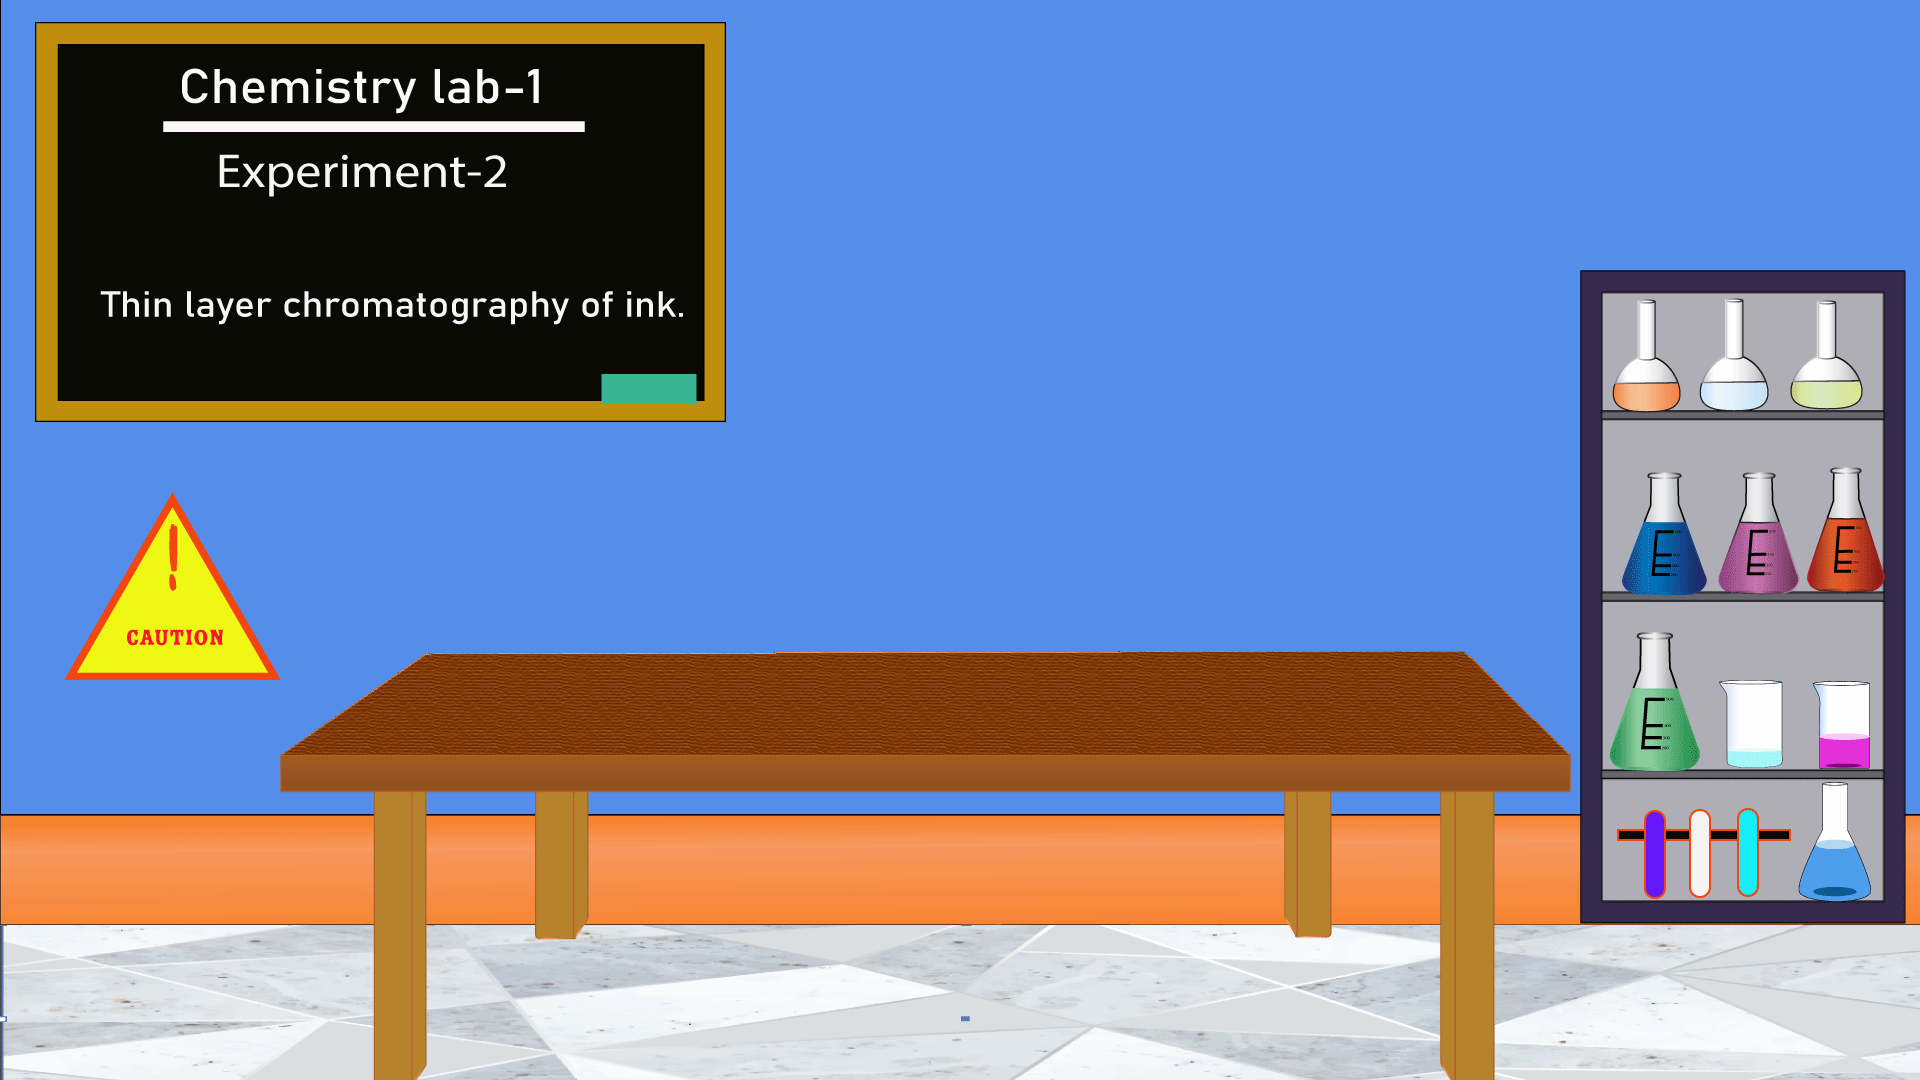 Chemistry lab-1
Experiment-2
Thin layer chromatography of ink.
!
CAUTION